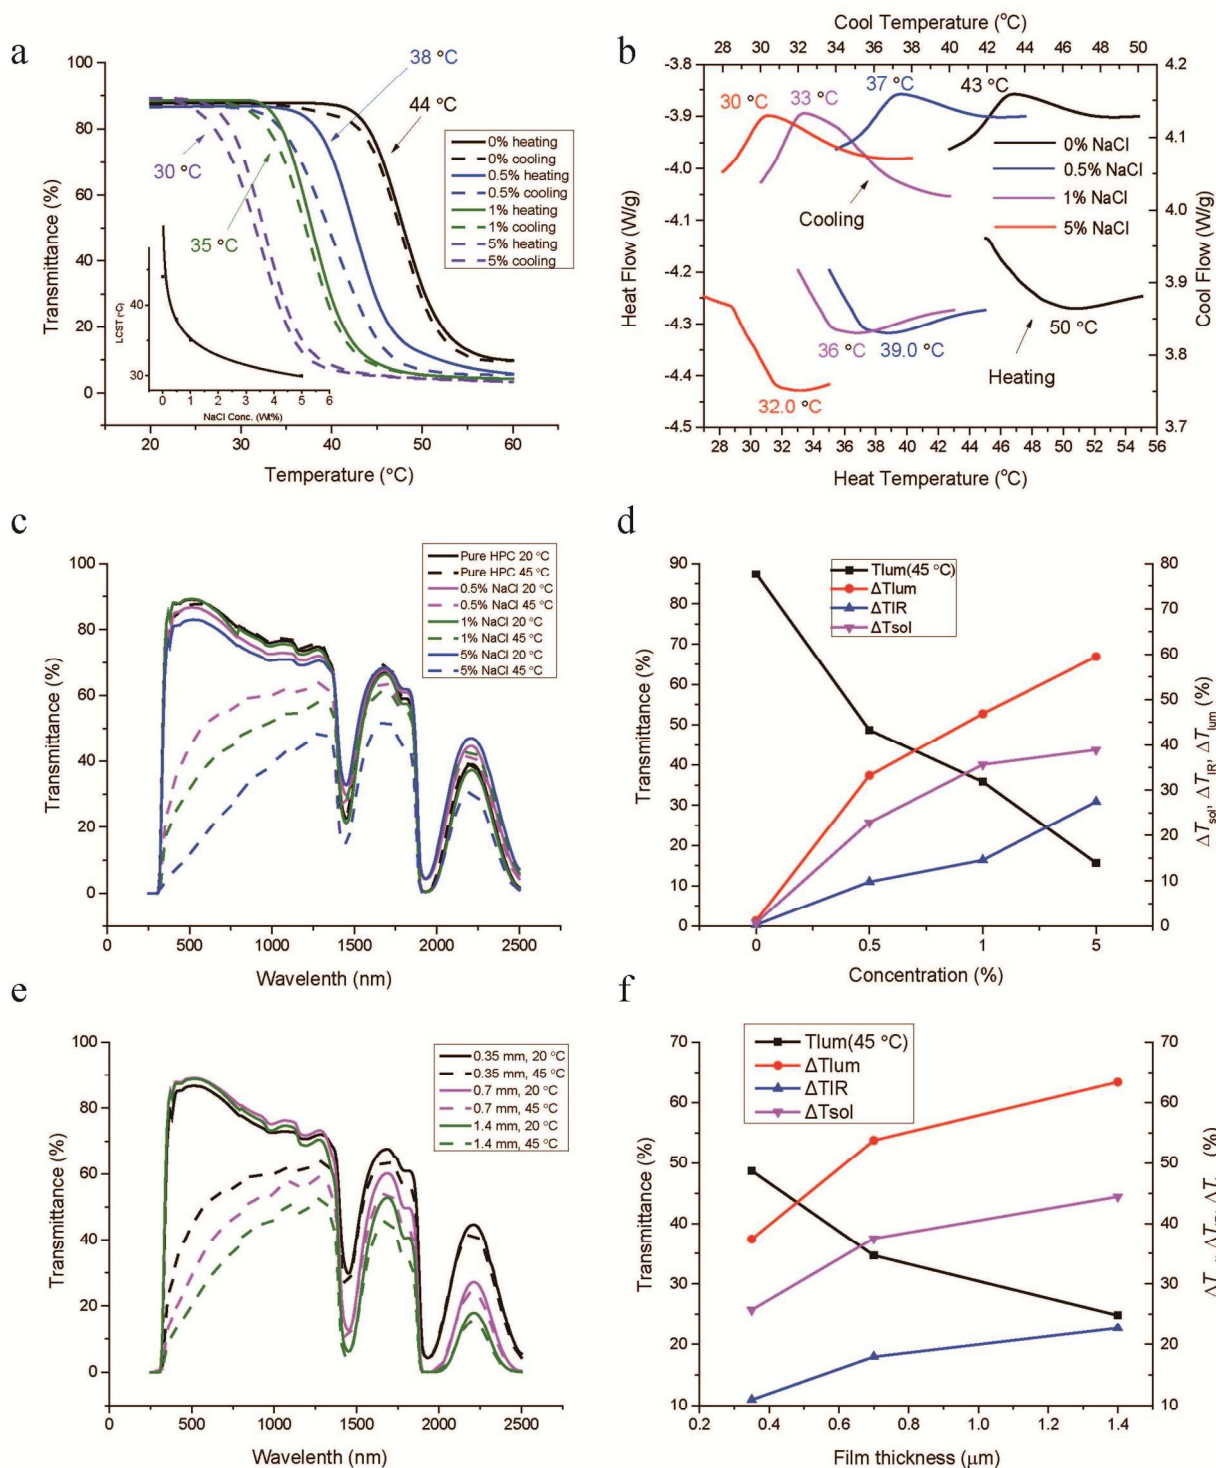 a
100
80
60
40
20
0
Transmittance (%)
20
30
40
50
60
Temperature (°C)
38 °C
44 °C
30 °C
35 °C
0% heating
0% cooling
0.5% heating
0.5% cooling
1% heating
1% cooling
5% heating
5% cooling
LCST (°C)
40
30
0 1 2 3 4 5 6
NaCl Conc. (Wt%)
b
Cool Temperature (°C)
28 30 32 34 36 38 40 42 44 46 48 50
-3.8
-3.9
-4.0
-4.1
-4.2
-4.3
-4.4
-4.5
Heat Flow (W/g)
4.2
4.1
4.0
3.9
3.8
3.7
Cool Flow (W/g)
30 °C
33 °C
37 °C
43 °C
Cooling
0% NaCl
0.5% NaCl
1% NaCl
5% NaCl
36 °C
39.0 °C
50 °C
32.0 °C
Heating
28 30 32 34 36 38 40 42 44 46 48 50 52 54 56
Heat Temperature (°C)
c
100
80
60
40
20
0
Transmittance (%)
Pure HPC 20 °C
Pure HPC 45 °C
0.5% NaCl 20 °C
0.5% NaCl 45 °C
1% NaCl 20 °C
1% NaCl 45 °C
5% NaCl 20 °C
5% NaCl 45 °C
0 500 1000 1500 2000 2500
Wavelenth (nm)
d
90
80
70
60
50
40
30
20
10
0
Transmittance (%)
Tlum(45 °C)
ΔTlum
ΔTIR
ΔTsol
80
70
60
50
40
30
20
10
0
ΔTsol, ΔTIR, ΔTlum (%)
0 0.5 1 5
Concentration (%)
e
100
80
60
40
20
0
Transmittance (%)
0.35 mm, 20 °C
0.35 mm, 45 °C
0.7 mm, 20 °C
0.7 mm, 45 °C
1.4 mm, 20 °C
1.4 mm, 45 °C
0 500 1000 1500 2000 2500
Wavelenth (nm)
f
70
60
50
40
30
20
10
Transmittance (%)
Tlum(45 °C)
ΔTlum
ΔTIR
ΔTsol
70
60
50
40
30
20
10
(%)
0.2 0.4 0.6 0.8 1.0 1.2 1.4
Film thickness (μm)